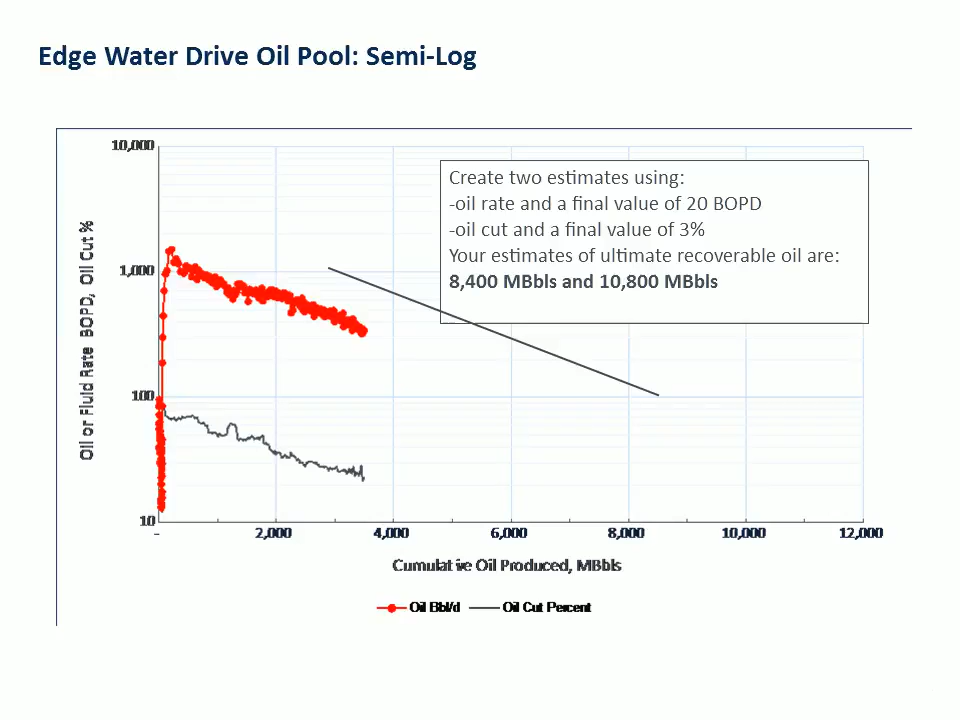 Edge Water Drive Oil Pool: Semi-Log
10,000
1,000
100
10
Oil or Fluid Rate BOPD, Oil Cut %
Create two estimates using:
-oil rate and a final value of 20 BOPD
-oil cut and a final value of 3%
Your estimates of ultimate recoverable oil are:
8,400 MBbls and 10,800 MBbls
- 2,000 4,000 6,000 8,000 10,000 12,000
Cumulative Oil Produced, MBbls
Oil Bbl/d Oil Cut Percent